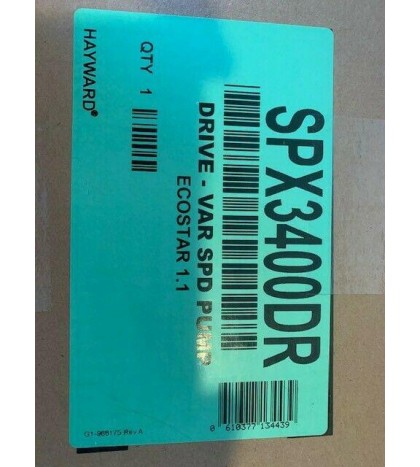 HAYWARD®
QTY 1
SPX3400DR
DRIVE - VAR SPD PUMP
ECOSTAR 1.1
0 610377 134439